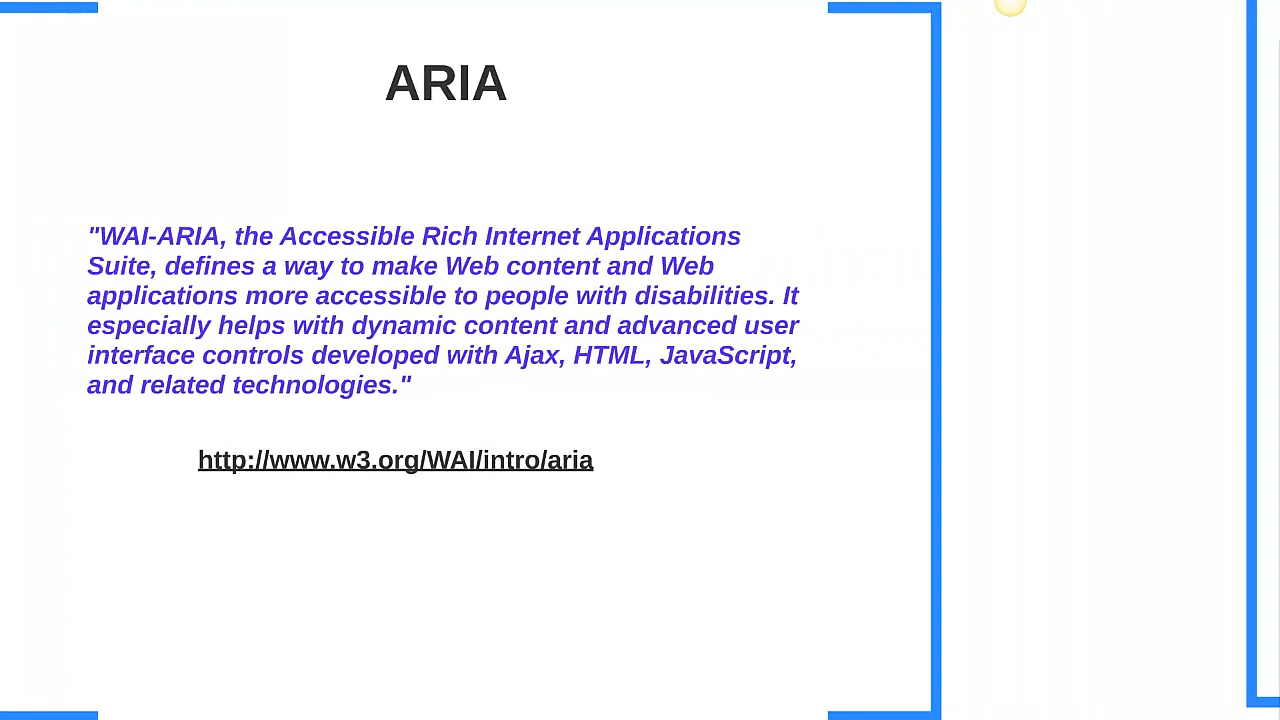 ARIA
"WAI-ARIA, the Accessible Rich Internet Applications
Suite, defines a way to make Web content and Web
applications more accessible to people with disabilities. It
especially helps with dynamic content and advanced user
interface controls developed with Ajax, HTML, JavaScript,
and related technologies."
http://www.w3.org/WAI/intro/aria